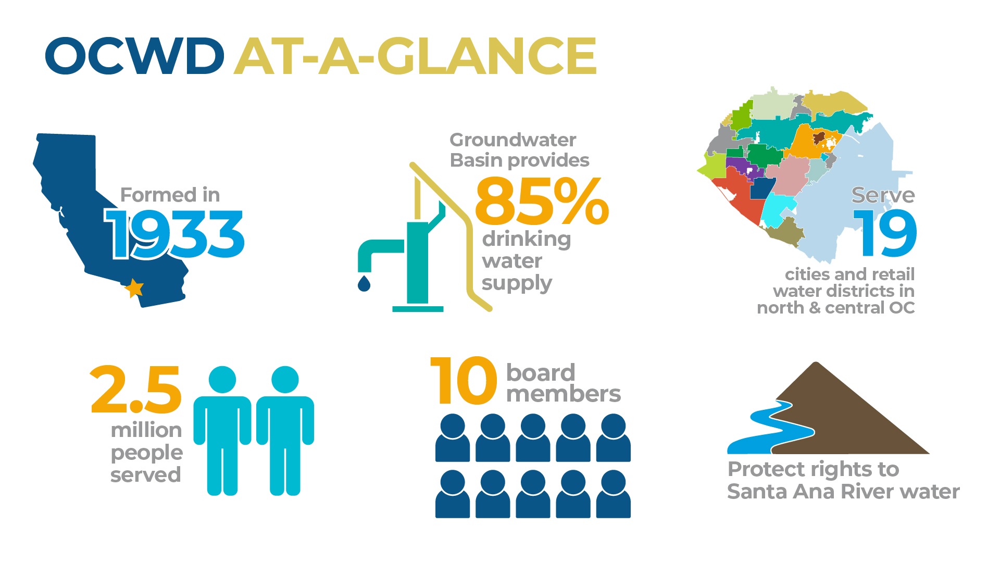 OCWD AT-A-GLANCE
Formed in
1933
Groundwater
Basin provides
85%
drinking
water
supply
Serve
19
cities and retail
water districts in
north & central OC
2.5
million
people
served
10 board
members
Protect rights to
Santa Ana River water